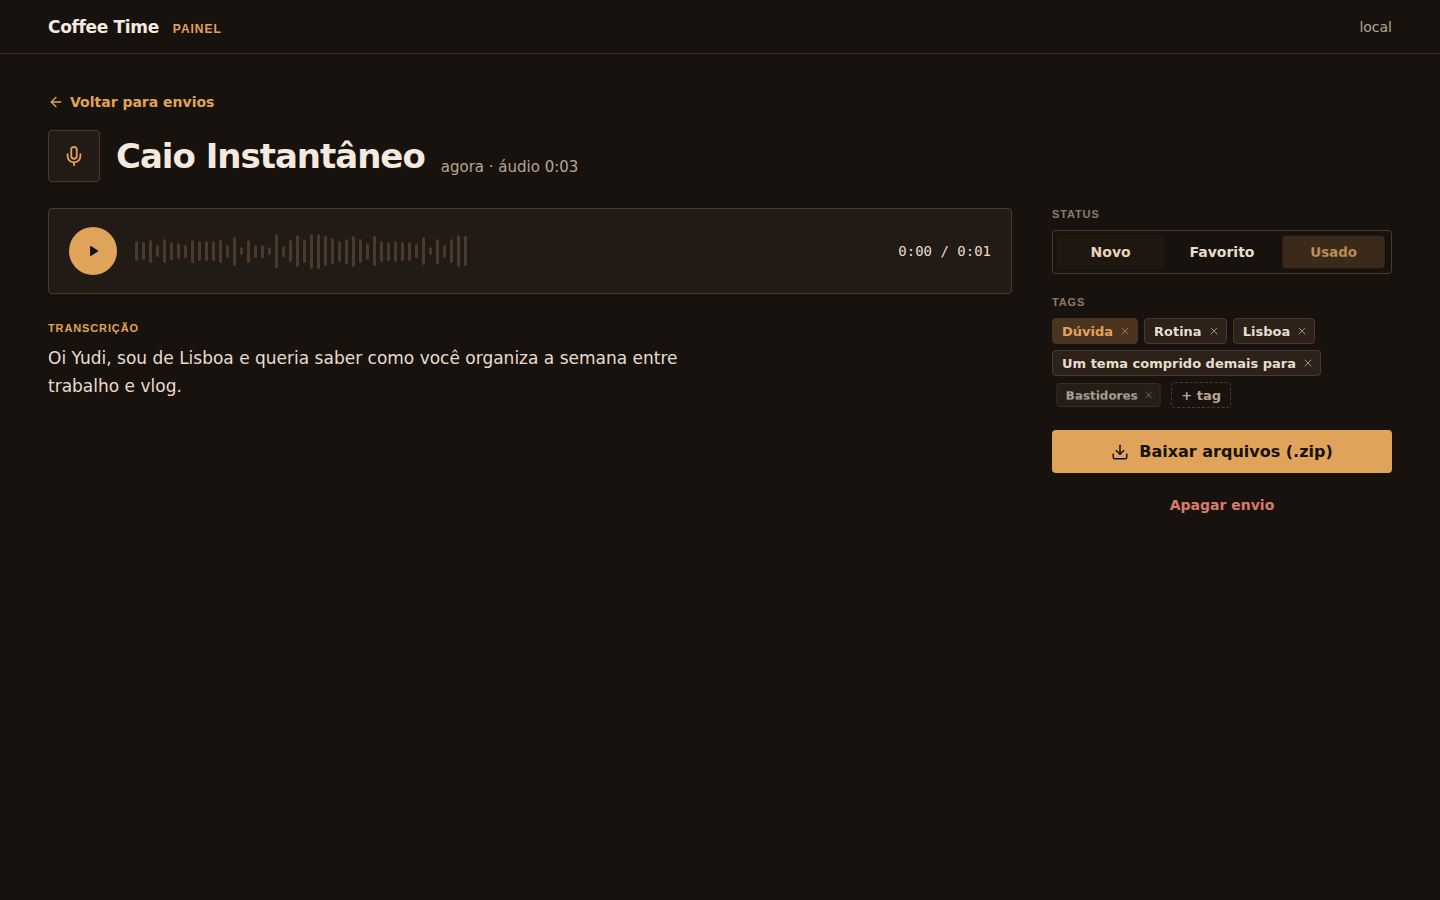 Coffee Time PAINEL
local
Voltar para envios
Caio Instantâneo agora · áudio 0:03
0:00 / 0:01
TRANSCRIÇÃO
Oi Yudi, sou de Lisboa e queria saber como você organiza a semana entre
trabalho e vlog.
STATUS
Novo Favorito Usado
TAGS
Dúvida Rotina Lisboa
Um tema comprido demais para
Bastidores + tag
Baixar arquivos (.zip)
Apagar envio